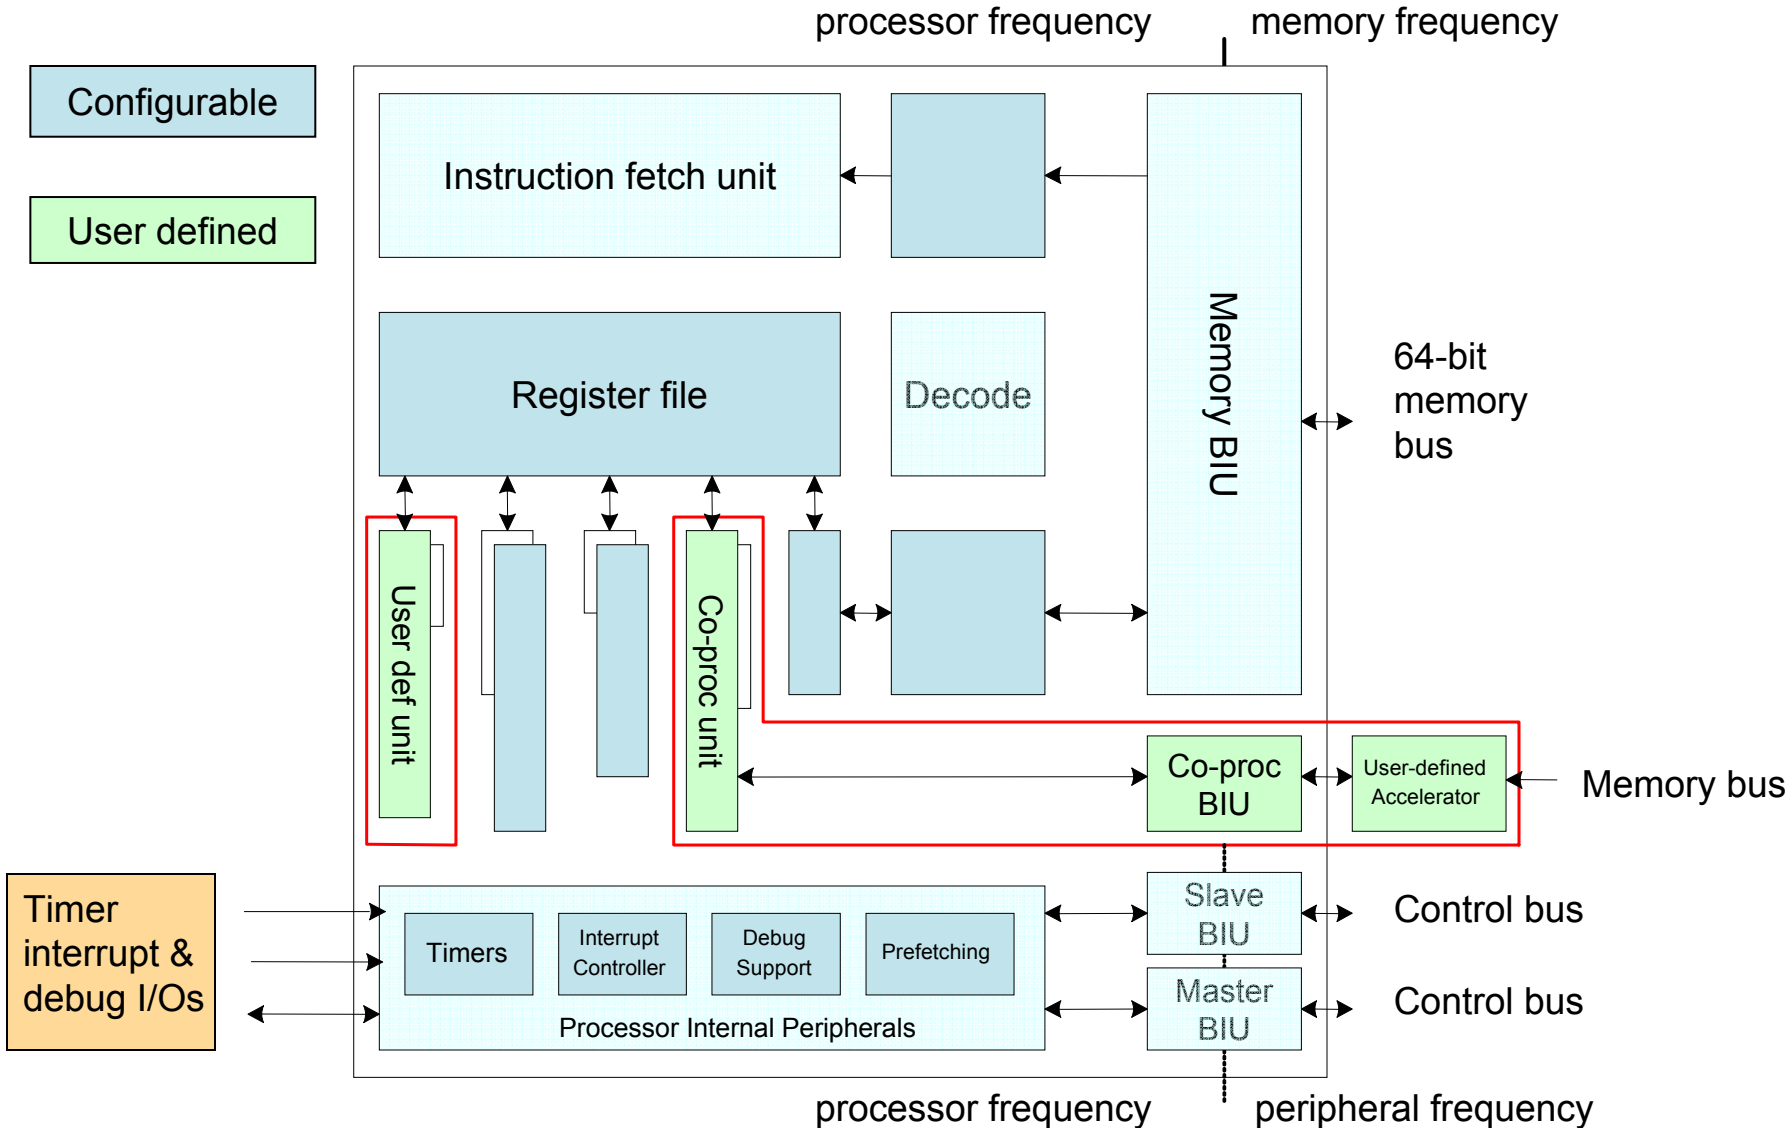 processor frequency
memory frequency
Configurable
User defined
Instruction fetch unit
Register file
Decode
Memory BIU
64-bit
memory
bus
User def unit
Co-proc unit
Co-proc
BIU
User-defined
Accelerator
Memory bus
Timer
interrupt &
debug I/Os
Timers
Interrupt
Controller
Debug
Support
Prefetching
Processor Internal Peripherals
Slave
BIU
Control bus
Master
BIU
Control bus
processor frequency
peripheral frequency